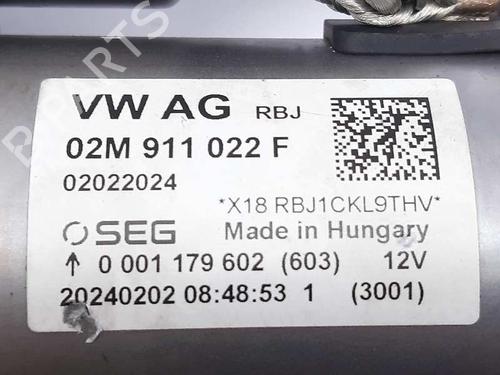 VW AG RBJ
02M 911 022 F
02022024
*X18 RBJ1CKL9THV*
SEG Made in Hungary
↑ 0 001 179 602 (603) 12V
20240202 08:48:53 1 (3001)
B-PARTS